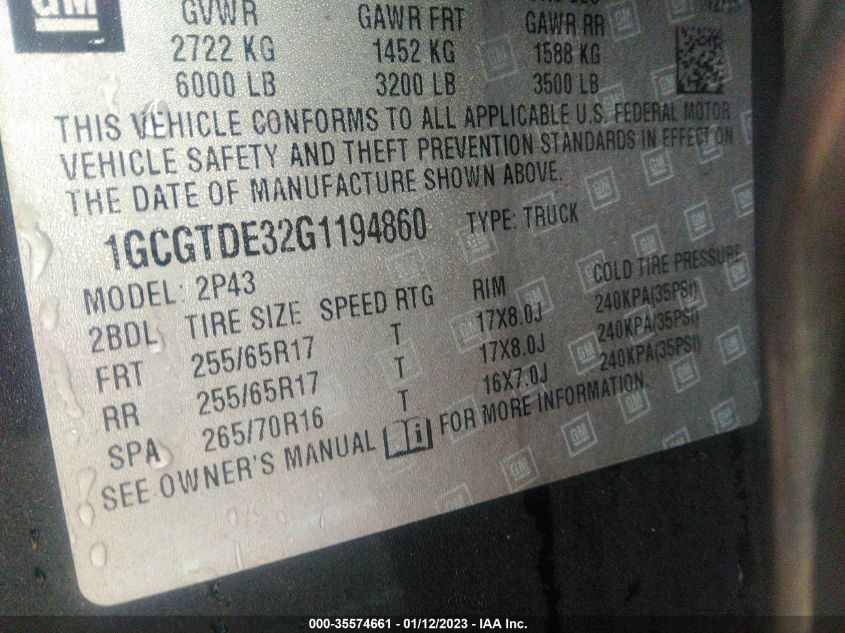 GM
GVWR GAWR FRT GAWR RR
2722 KG 1452 KG 1588 KG
6000 LB 3200 LB 3500 LB
THIS VEHICLE CONFORMS TO ALL APPLICABLE U.S. FEDERAL MOTOR
VEHICLE SAFETY AND THEFT PREVENTION STANDARDS IN EFFECT ON
THE DATE OF MANUFACTURE SHOWN ABOVE.
1GCGTDE32G1194860 TYPE: TRUCK
MODEL: 2P43
2BDL TIRE SIZE SPEED RTG RIM COLD TIRE PRESSURE
FRT 255/65R17 T 17X8.0J 240KPA(35PSI)
RR 255/65R17 T 17X8.0J 240KPA(35PSI)
SPA 265/70R16 T 16X7.0J 240KPA(35PSI)
SEE OWNER'S MANUAL i FOR MORE INFORMATION.
000-35574661 - 01/12/2023 - IAA Inc.